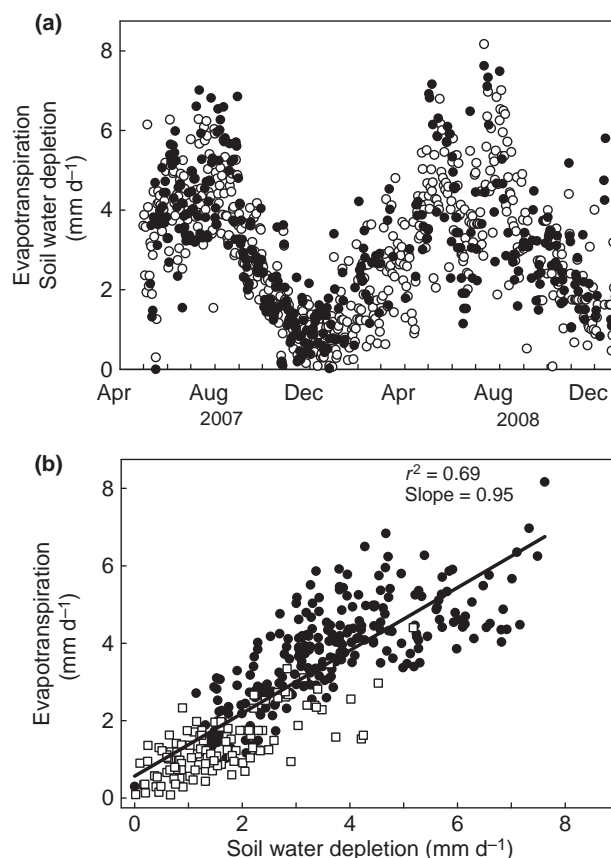 (a)
Evapotranspiration
Soil water depletion
(mm d⁻¹)
8
6
4
2
0
Apr Aug Dec Apr Aug Dec
2007 2008
(b)
r² = 0.69
Slope = 0.95
Evapotranspiration
(mm d⁻¹)
8
6
4
2
0
0 2 4 6 8
Soil water depletion (mm d⁻¹)